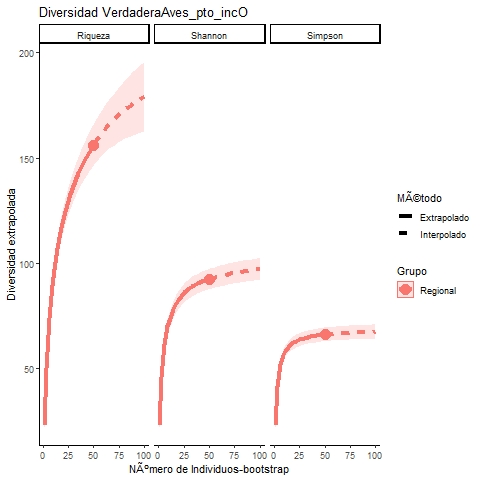 Diversidad VerdaderaAves_pto_incO
Riqueza
Shannon
Simpson
200
150
100
50
Diversidad extrapolada
0 25 50 75 100
0 25 50 75 100
0 25 50 75 100
NÃºmero de Individuos-bootstrap
MÃ©todo
Extrapolado
Interpolado
Grupo
Regional